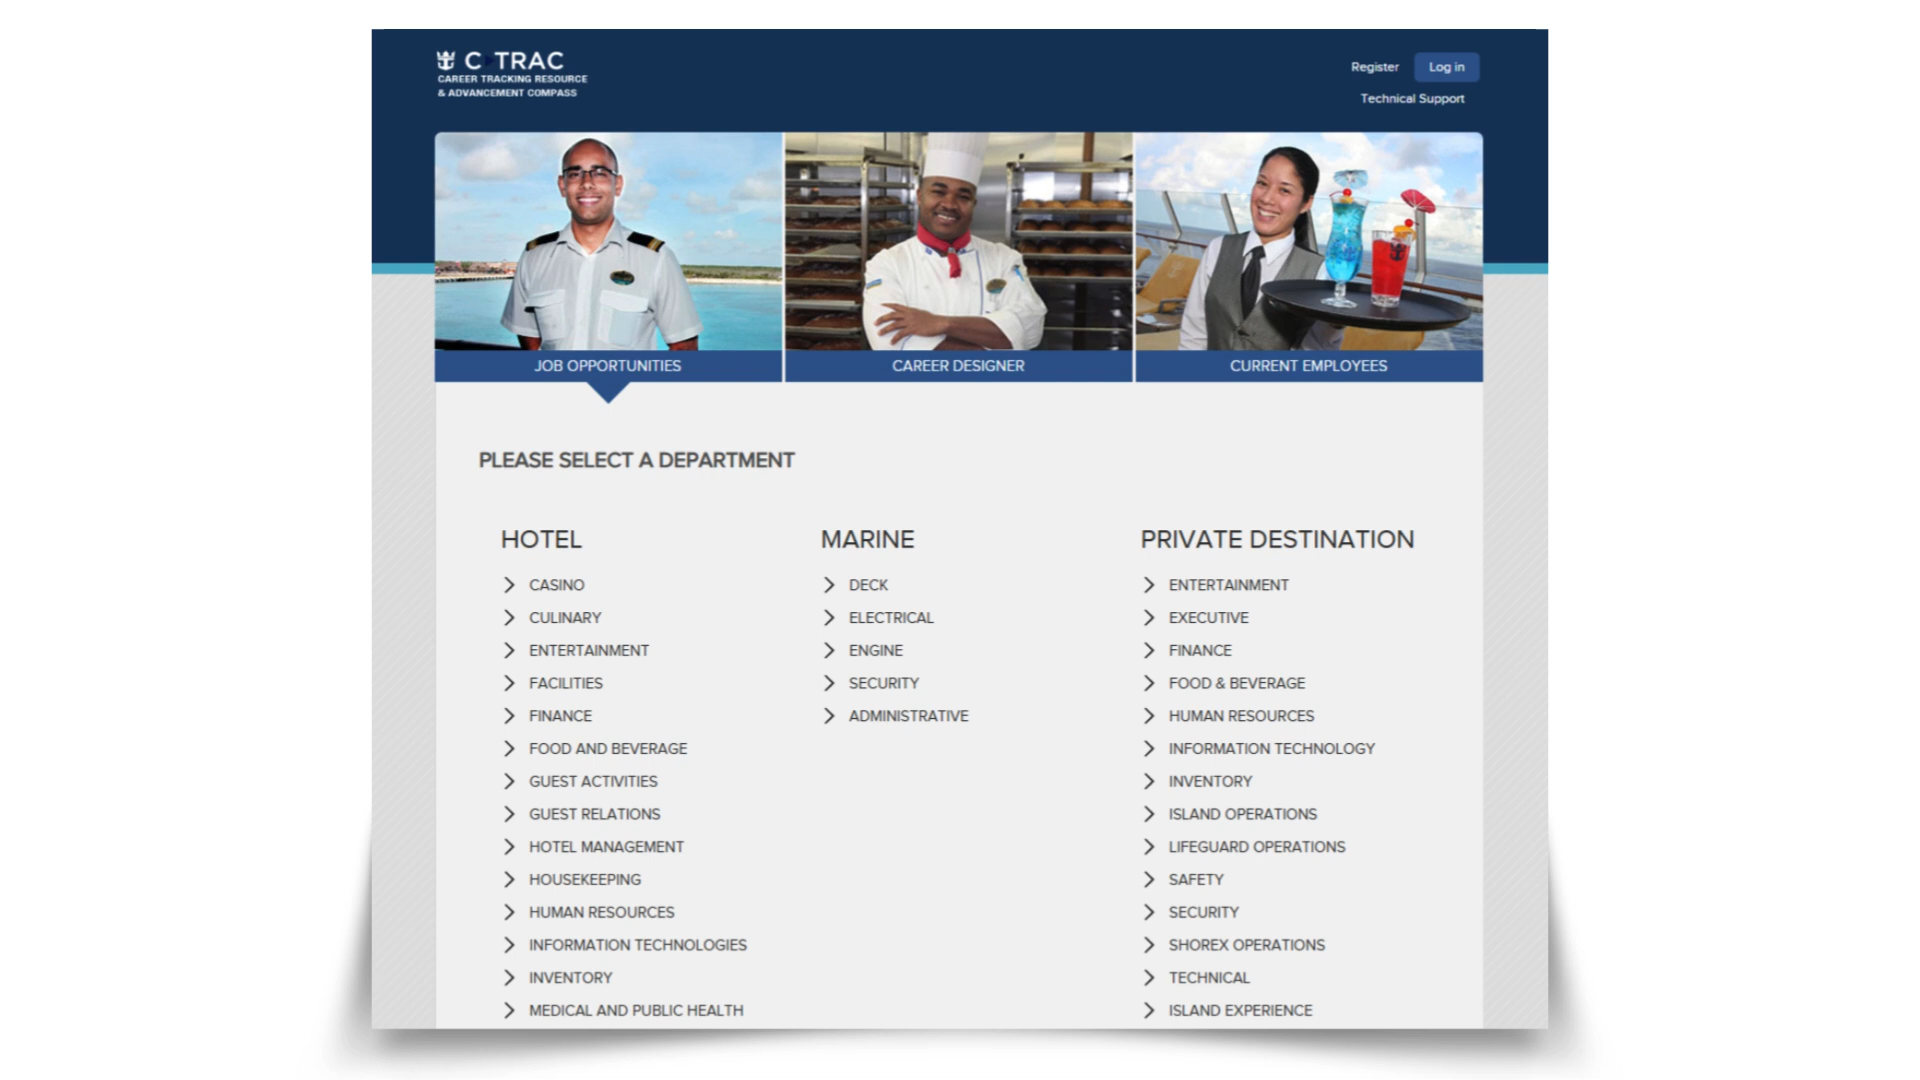 C TRAC
CAREER TRACKING RESOURCE
& ADVANCEMENT COMPASS
Register
Log in
Technical Support
JOB OPPORTUNITIES
CAREER DESIGNER
CURRENT EMPLOYEES
PLEASE SELECT A DEPARTMENT
HOTEL
CASINO
CULINARY
ENTERTAINMENT
FACILITIES
FINANCE
FOOD AND BEVERAGE
GUEST ACTIVITIES
GUEST RELATIONS
HOTEL MANAGEMENT
HOUSEKEEPING
HUMAN RESOURCES
INFORMATION TECHNOLOGIES
INVENTORY
MEDICAL AND PUBLIC HEALTH
MARINE
DECK
ELECTRICAL
ENGINE
SECURITY
ADMINISTRATIVE
PRIVATE DESTINATION
ENTERTAINMENT
EXECUTIVE
FINANCE
FOOD & BEVERAGE
HUMAN RESOURCES
INFORMATION TECHNOLOGY
INVENTORY
ISLAND OPERATIONS
LIFEGUARD OPERATIONS
SAFETY
SECURITY
SHOREX OPERATIONS
TECHNICAL
ISLAND EXPERIENCE